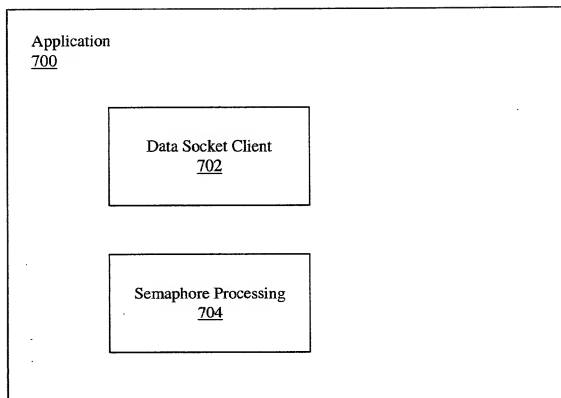 Application
700
Data Socket Client
702
Semaphore Processing
704